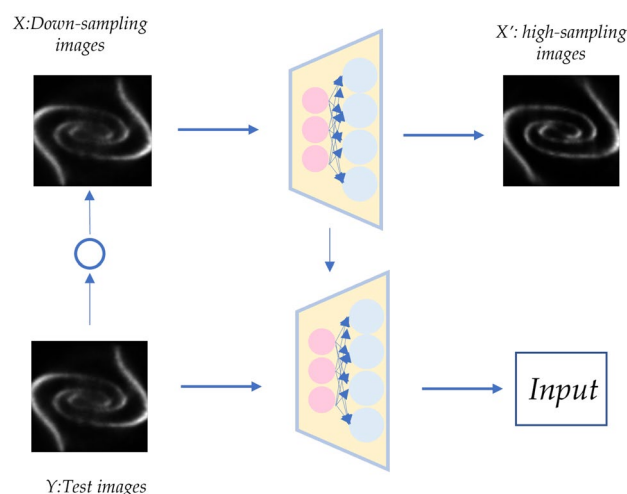 X:Down-sampling
images
X': high-sampling
images
Input
Y:Test images